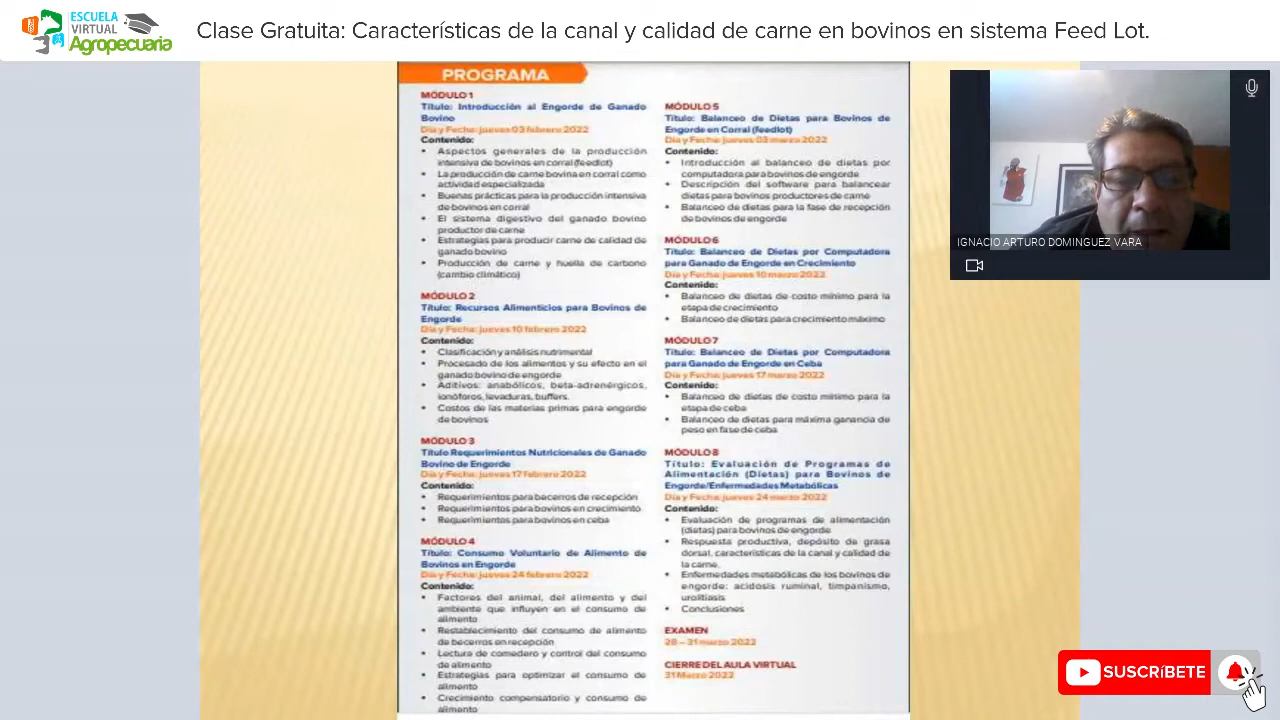 ESCUELA
VIRTUAL
Agropecuaria
Clase Gratuita: Características de la canal y calidad de carne en bovinos en sistema Feed Lot.
PROGRAMA
MÓDULO 1
Título: Introducción al Engorde de Ganado
Bovino
Día y Fecha: jueves 03 febrero 2022
Contenido:
• Aspectos generales de la producción
intensiva de bovinos en corral (feedlot)
• La producción de carne bovina en corral como
actividad especializada
• Buenas prácticas para la producción intensiva
de bovinos en corral
• El sistema digestivo del ganado bovino
productor de carne
• Estrategias para producir carne de calidad de
ganado bovino
• Producción de carne y huella de carbono
(cambio climático)
MÓDULO 2
Título: Recursos Alimenticios para Bovinos de
Engorde
Día y Fecha: jueves 10 febrero 2022
Contenido:
• Clasificación y análisis nutrimental
• Procesado de los alimentos y su efecto en el
ganado bovino de engorde
• Aditivos: anabólicos, beta-adrenérgicos,
ionóforos, levaduras, buffers.
• Costos de las materias primas para engorde
de bovinos
MÓDULO 3
Título Requerimientos Nutricionales de Ganado
Bovino de Engorde
Día y Fecha: jueves 17 febrero 2022
Contenido:
• Requerimientos para becerros de recepción
• Requerimientos para bovinos en crecimiento
• Requerimientos para bovinos en ceba
MÓDULO 4
Título: Consumo Voluntario de Alimento de
Bovinos en Engorde
Día y Fecha: jueves 24 febrero 2022
Contenido:
• Factores del animal, del alimento y del
ambiente que influyen en el consumo de
alimento
• Restablecimiento del consumo de alimento
de becerros en recepción
• Lectura de comedero y control del consumo
de alimento
• Estrategias para optimizar el consumo de
alimento
• Crecimiento compensatorio y consumo de
alimento
MÓDULO 5
Título: Balanceo de Dietas para Bovinos de
Engorde en Corral (feedlot)
Día y Fecha: jueves 03 marzo 2022
Contenido:
• Introducción al balanceo de dietas por
computadora para bovinos de engorde
• Descripción del software para balancear
dietas para bovinos productores de carne
• Balanceo de dietas para la fase de recepción
de bovinos de engorde
MÓDULO 6
Título: Balanceo de Dietas por Computadora
para Ganado de Engorde en Crecimiento
Día y Fecha: jueves 10 marzo 2022
Contenido:
• Balanceo de dietas de costo mínimo para la
etapa de crecimiento
• Balanceo de dietas para crecimiento máximo
MÓDULO 7
Título: Balanceo de Dietas por Computadora
para Ganado de Engorde en Ceba
Día y Fecha: jueves 17 marzo 2022
Contenido:
• Balanceo de dietas de costo mínimo para la
etapa de ceba
• Balanceo de dietas para máxima ganancia de
peso en fase de ceba
MÓDULO 8
Título: Evaluación de Programas de
Alimentación (Dietas) para Bovinos de
Engorde/Enfermedades Metabólicas
Día y Fecha: jueves 24 marzo 2022
Contenido:
• Evaluación de programas de alimentación
(dietas) para bovinos de engorde
• Respuesta productiva, depósito de grasa
dorsal, características de la canal y calidad de
la carne.
• Enfermedades metabólicas de los bovinos de
engorde: acidosis ruminal, timpanismo,
urolitiasis
• Conclusiones
EXAMEN
28 – 31 marzo 2022
CIERRE DEL AULA VIRTUAL
31 Marzo 2022
IGNACIO ARTURO DOMINGUEZ VARA
SUSCRíBETE